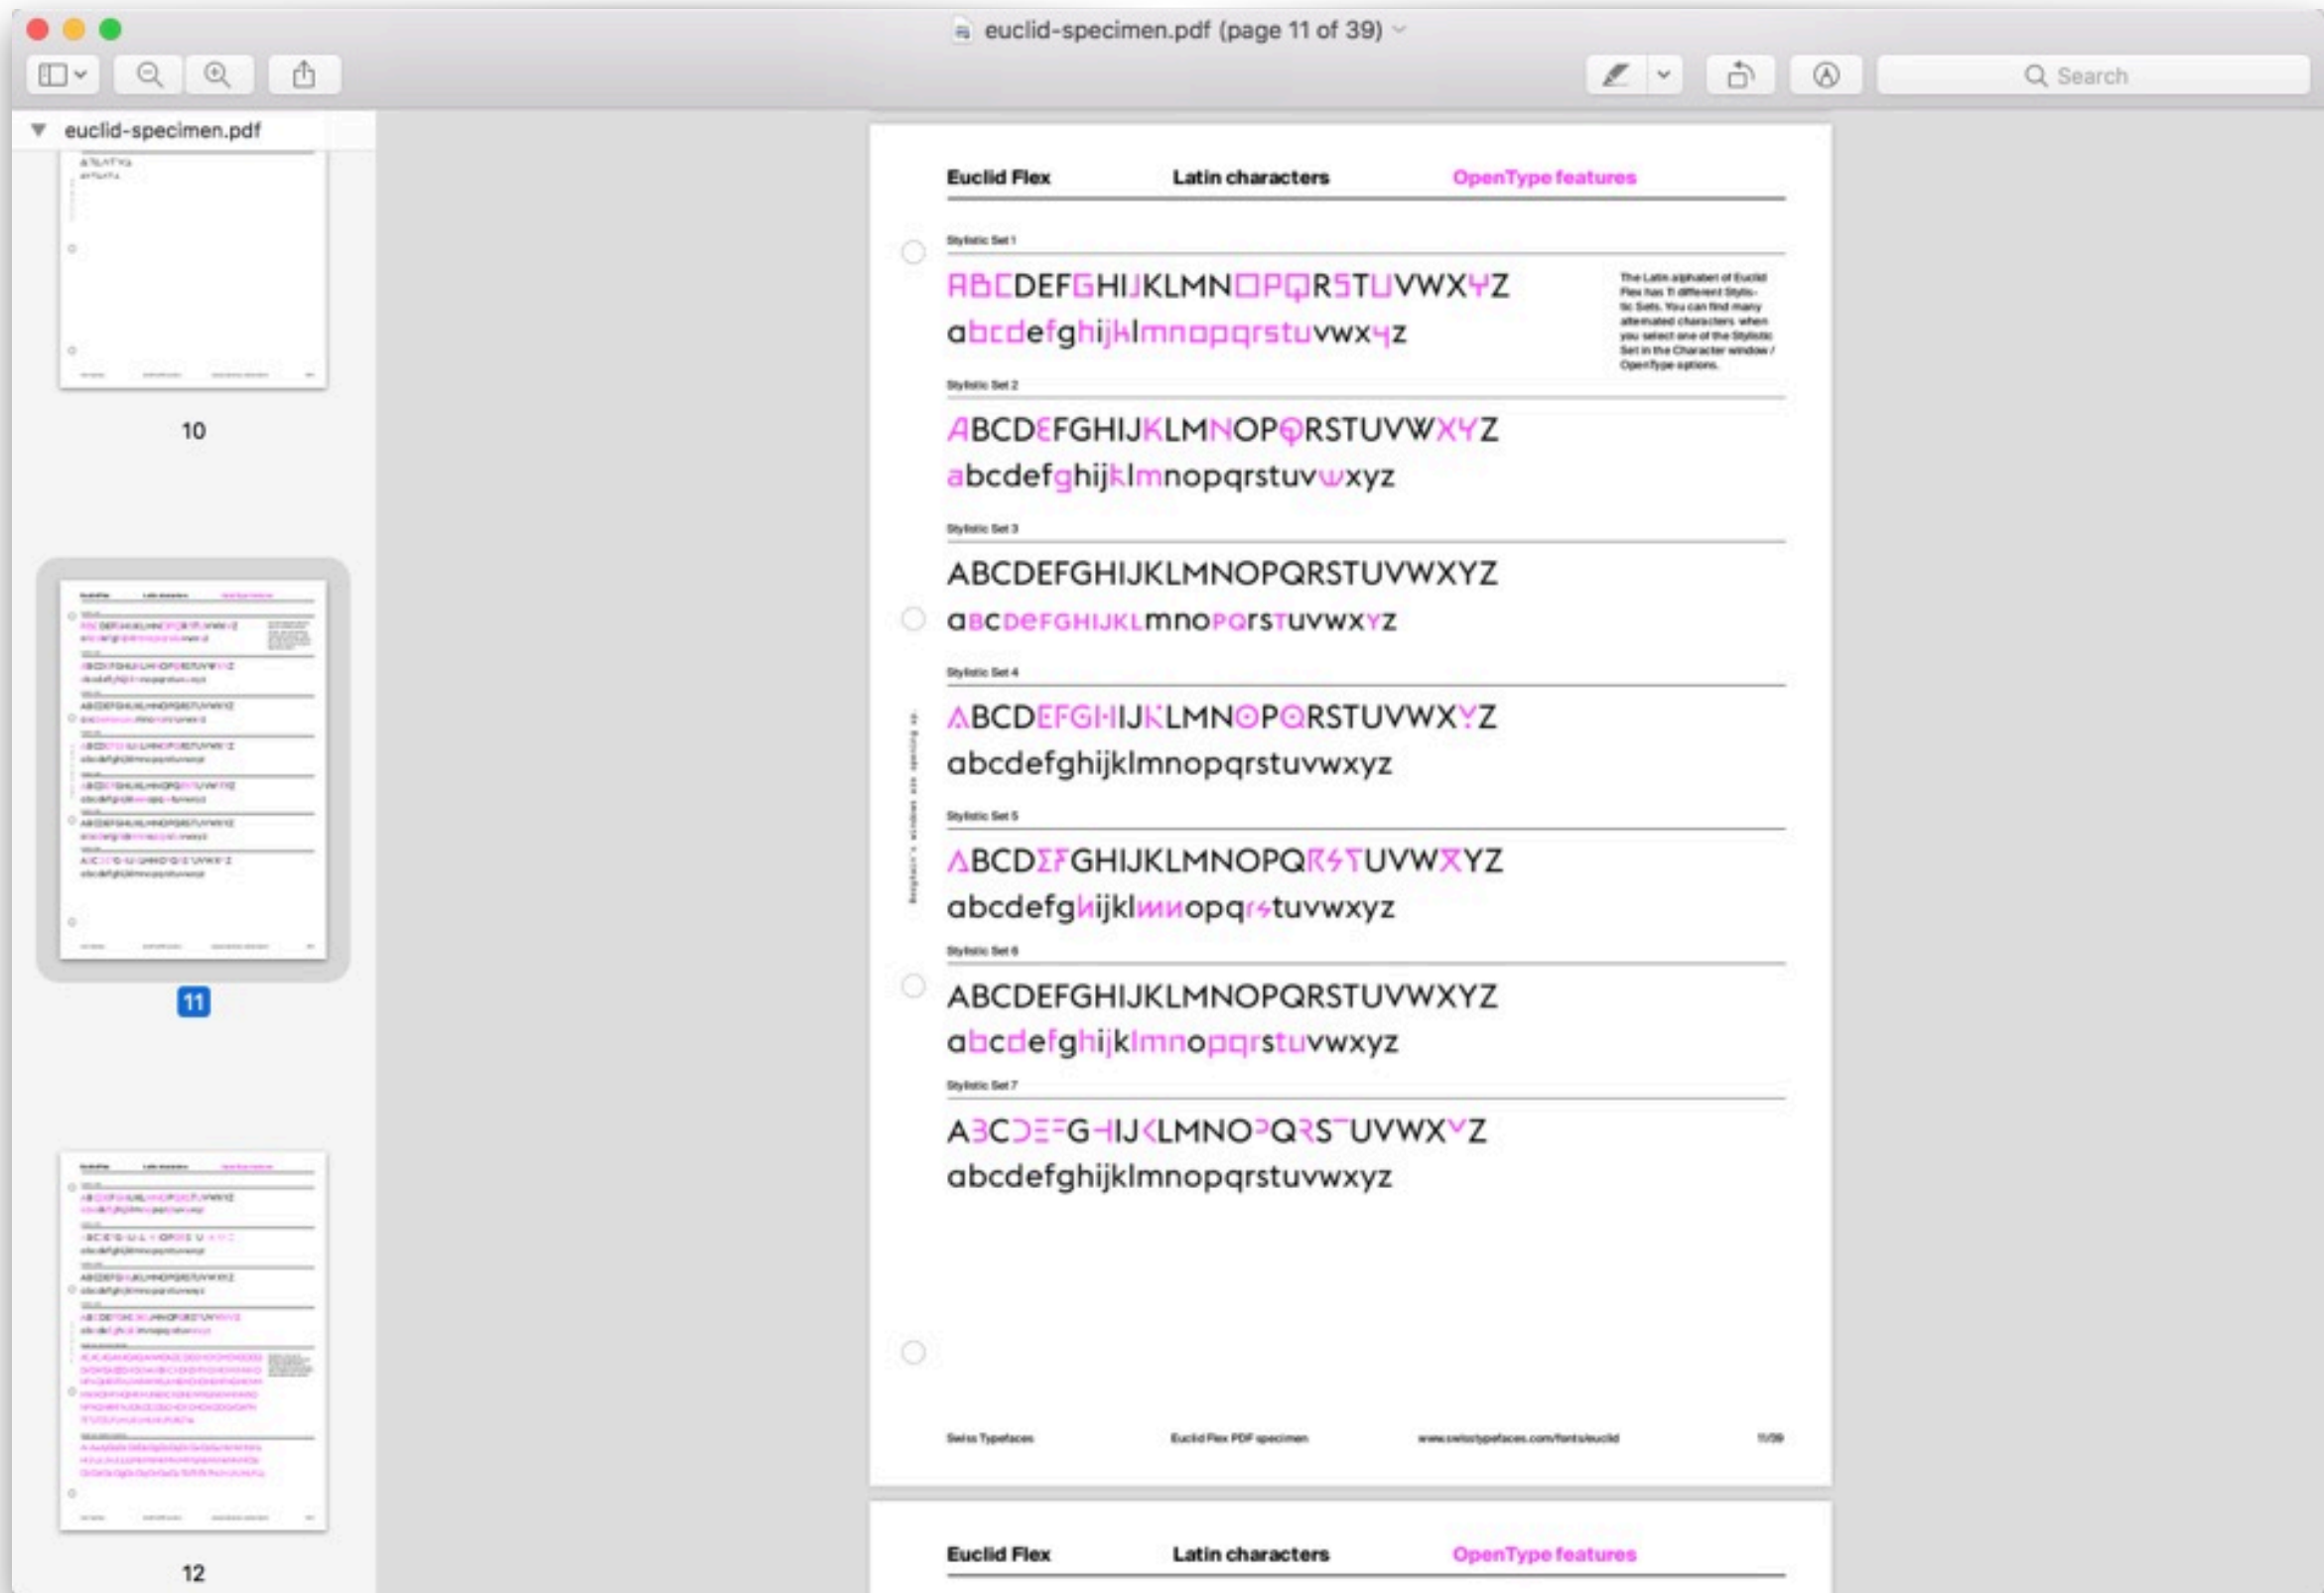 euclid-specimen.pdf (page 11 of 39)
Search
euclid-specimen.pdf
10
11
12
Euclid Flex
Latin characters
OpenType features
Stylistic Set 1
ABCDEFGHIJKLMNOPQRSTUVWXYZ
abcdefghijklmnopqrstuvwxyz
The Latin alphabet of Euclid
Flex has 11 different Stylis-
tic Sets. You can find many
alternated characters when
you select one of the Stylistic
Set in the Character window /
OpenType options.
Stylistic Set 2
ABCDEFGHIJKLMNOPQRSTUVWXYZ
abcdefghijklmnopqrstuvwxyz
Stylistic Set 3
ABCDEFGHIJKLMNOPQRSTUVWXYZ
aBcDeFGHIJKLmnoPQrsTuvwxYz
Stylistic Set 4
ABCDEFGHIJKLMNOPQRSTUVWXYZ
abcdefghijklmnopqrstuvwxyz
Stylistic Set 5
ABCDEFGHIJKLMNOPQRSTUVWXYZ
abcdefghijklmnopqrstuvwxyz
Stylistic Set 6
ABCDEFGHIJKLMNOPQRSTUVWXYZ
abcdefghijklmnopqrstuvwxyz
Stylistic Set 7
ABCDEFGHIJKLMNOPQRSTUVWXYZ
abcdefghijklmnopqrstuvwxyz
Berghain's windows are opening up.
Swiss Typefaces
Euclid Flex PDF specimen
www.swisstypefaces.com/fonts/euclid
11/39
Euclid Flex
Latin characters
OpenType features